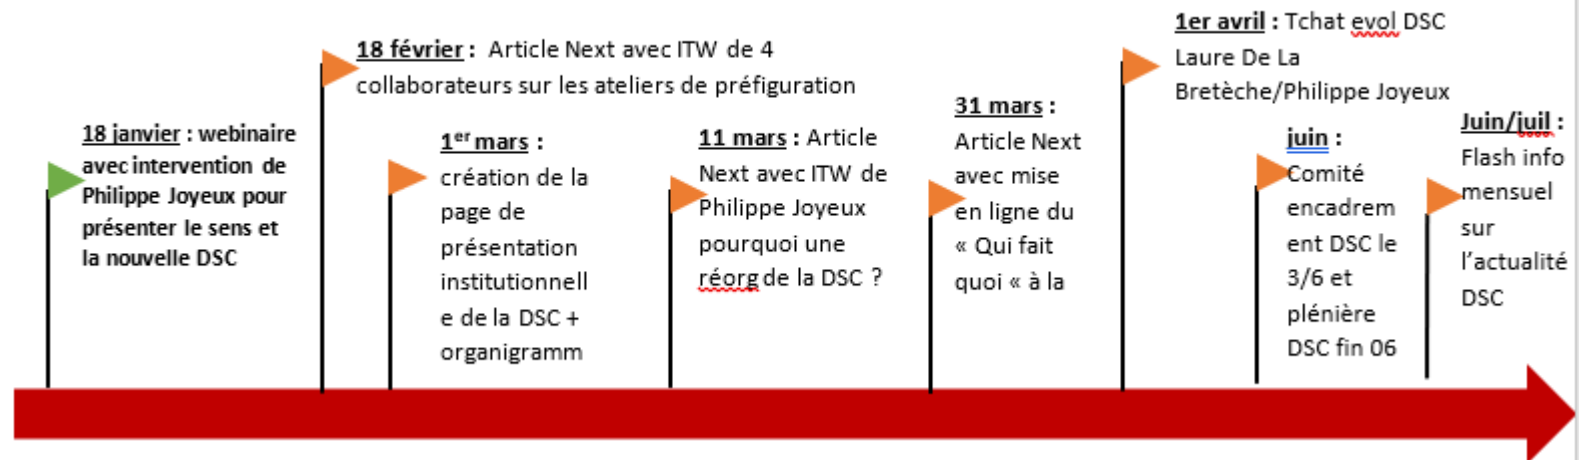 18 janvier : webinaire
avec intervention de
Philippe Joyeux pour
présenter le sens et
la nouvelle DSC
18 février : Article Next avec ITW de 4
collaborateurs sur les ateliers de préfiguration
1er mars :
création de la
page de
présentation
institutionnell
e de la DSC +
organigramm
11 mars : Article
Next avec ITW de
Philippe Joyeux
pourquoi une
réorg de la DSC ?
31 mars :
Article Next
avec mise
en ligne du
« Qui fait
quoi « à la
1er avril : Tchat evol DSC
Laure De La
Bretèche/Philippe Joyeux
juin :
Comité
encadrem
ent DSC le
3/6 et
plénière
DSC fin 06
Juin/juil :
Flash info
mensuel
sur
l'actualité
DSC